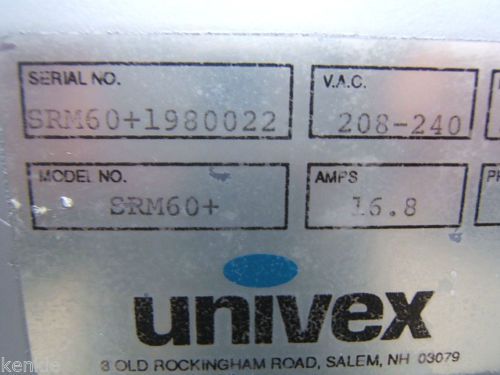 SERIAL NO. V.A.C.
SRM60+1980022 208-240
MODEL NO. AMPS
SRM60+ 16.8
univex
3 OLD ROCKINGHAM ROAD, SALEM, NH 03079